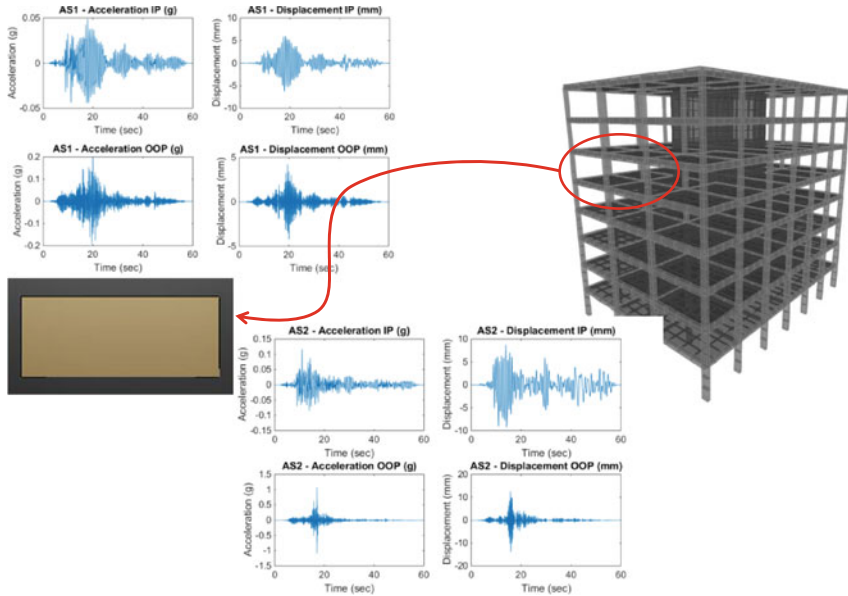 AS1 - Acceleration IP (g)
Acceleration (g)
0.05
0
-0.05
0 20 40 60
Time (sec)
AS1 - Displacement IP (mm)
Displacement (mm)
10
5
0
-5
-10
0 20 40 60
Time (sec)
AS1 - Acceleration OOP (g)
Acceleration (g)
0.2
0.1
0
-0.1
-0.2
0 20 40 60
Time (sec)
AS1 - Displacement OOP (mm)
Displacement (mm)
5
0
-5
0 20 40 60
Time (sec)
AS2 - Acceleration IP (g)
Acceleration (g)
0.15
0.1
0.05
0
-0.05
-0.1
-0.15
0 20 40 60
Time (sec)
AS2 - Displacement IP (mm)
Displacement (mm)
10
5
0
-5
-10
0 20 40 60
Time (sec)
AS2 - Acceleration OOP (g)
Acceleration (g)
1.5
1
0.5
0
-0.5
-1
-1.5
0 20 40 60
Time (sec)
AS2 - Displacement OOP (mm)
Displacement (mm)
20
10
0
-10
-20
0 20 40 60
Time (sec)